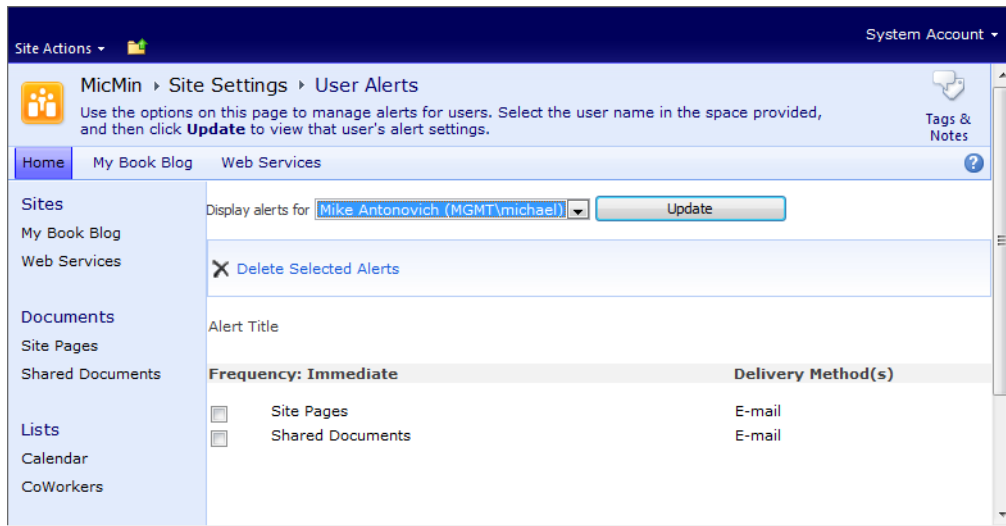 System Account
Site Actions
MicMin Site Settings User Alerts
Use the options on this page to manage alerts for users. Select the user name in the space provided,
and then click Update to view that user's alert settings.
Tags &
Notes
Home My Book Blog Web Services
Sites
My Book Blog
Web Services
Documents
Site Pages
Shared Documents
Lists
Calendar
CoWorkers
Display alerts for Mike Antonovich (MGMT\michael) Update
Delete Selected Alerts
Alert Title
Frequency: Immediate Delivery Method(s)
Site Pages E-mail
Shared Documents E-mail